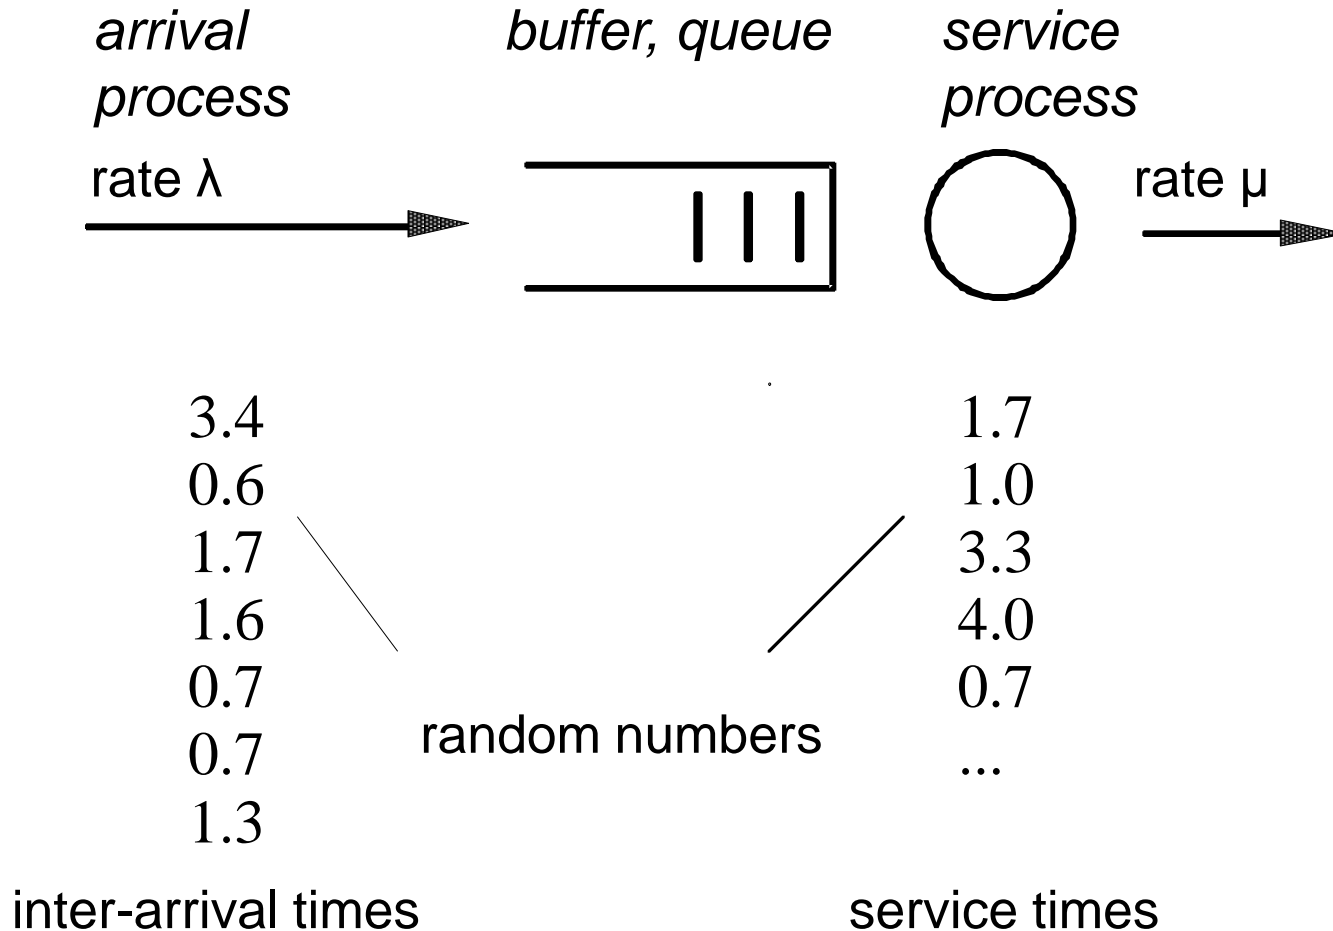 arrival
process
buffer, queue
service
process
rate λ
rate μ
3.4
0.6
1.7
1.6
0.7
0.7
1.3
inter-arrival times
random numbers
1.7
1.0
3.3
4.0
0.7
...
service times